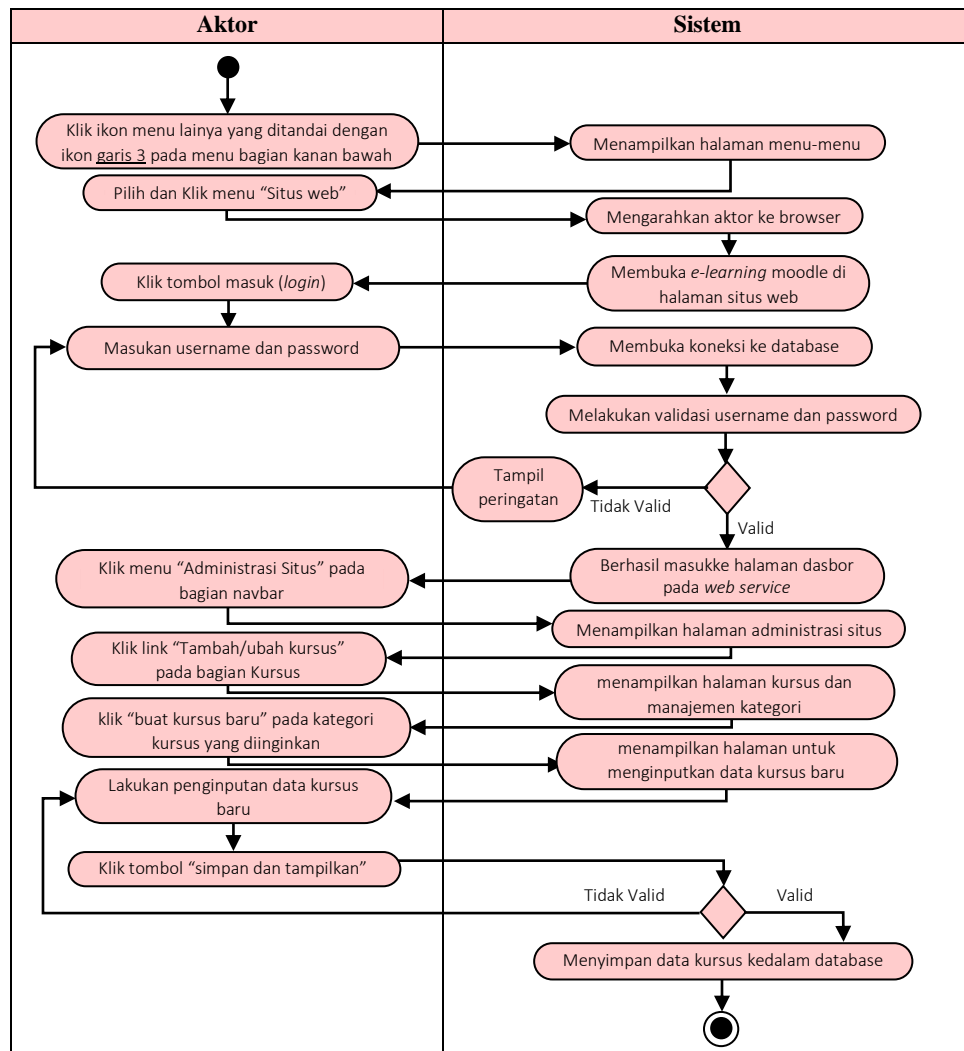 Aktor
Sistem
Klik ikon menu lainya yang ditandai dengan
ikon garis 3 pada menu bagian kanan bawah
Menampilkan halaman menu-menu
Pilih dan Klik menu “Situs web”
Mengarahkan aktor ke browser
Membuka e-learning moodle di
halaman situs web
Klik tombol masuk (login)
Masukan username dan password
Membuka koneksi ke database
Melakukan validasi username dan password
Tampil
peringatan
Tidak Valid
Valid
Berhasil masukke halaman dasbor
pada web service
Klik menu “Administrasi Situs” pada
bagian navbar
Menampilkan halaman administrasi situs
Klik link “Tambah/ubah kursus”
pada bagian Kursus
menampilkan halaman kursus dan
manajemen kategori
klik “buat kursus baru” pada kategori
kursus yang diinginkan
menampilkan halaman untuk
menginputkan data kursus baru
Lakukan penginputan data kursus
baru
Klik tombol “simpan dan tampilkan”
Tidak Valid
Valid
Menyimpan data kursus kedalam database